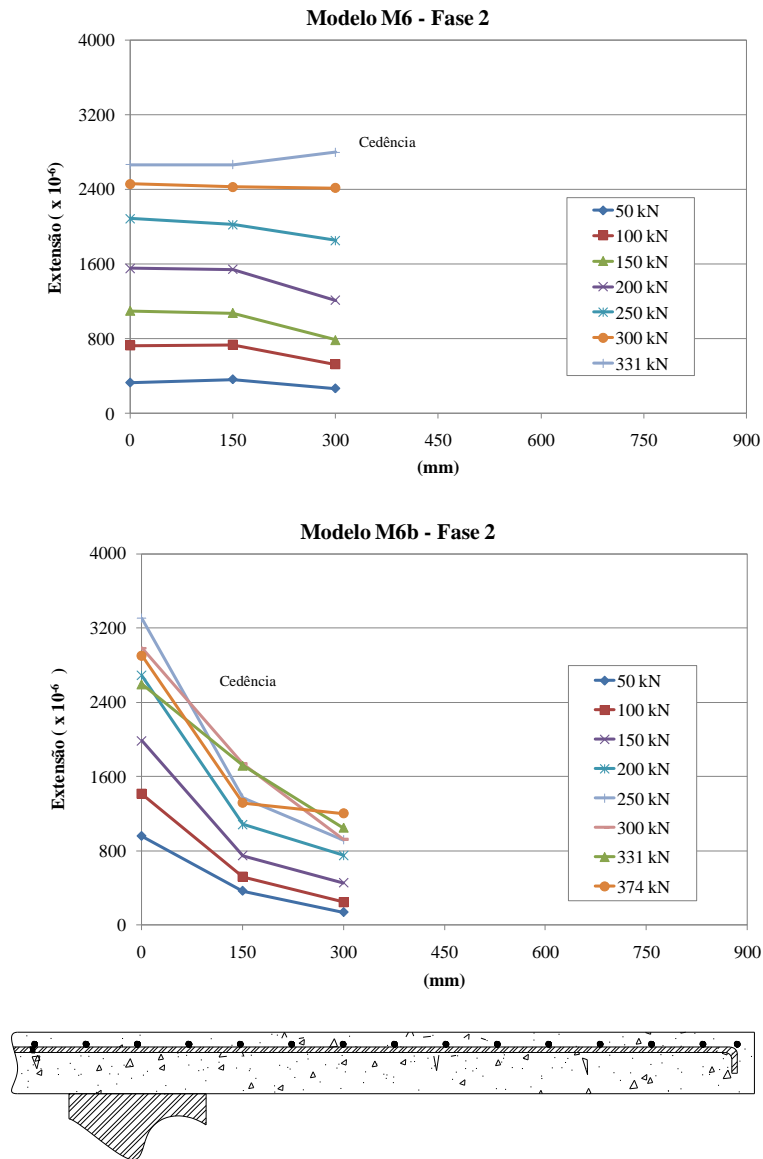 Modelo M6 - Fase 2
4000
3200
2400
1600
800
0
Extensão ( x 10⁻⁶)
Cedência
50 kN
100 kN
150 kN
200 kN
250 kN
300 kN
331 kN
0 150 300 450 600 750 900
(mm)
Modelo M6b - Fase 2
4000
3200
2400
1600
800
0
Extensão ( x 10⁻⁶ )
Cedência
50 kN
100 kN
150 kN
200 kN
250 kN
300 kN
331 kN
374 kN
0 150 300 450 600 750 900
(mm)